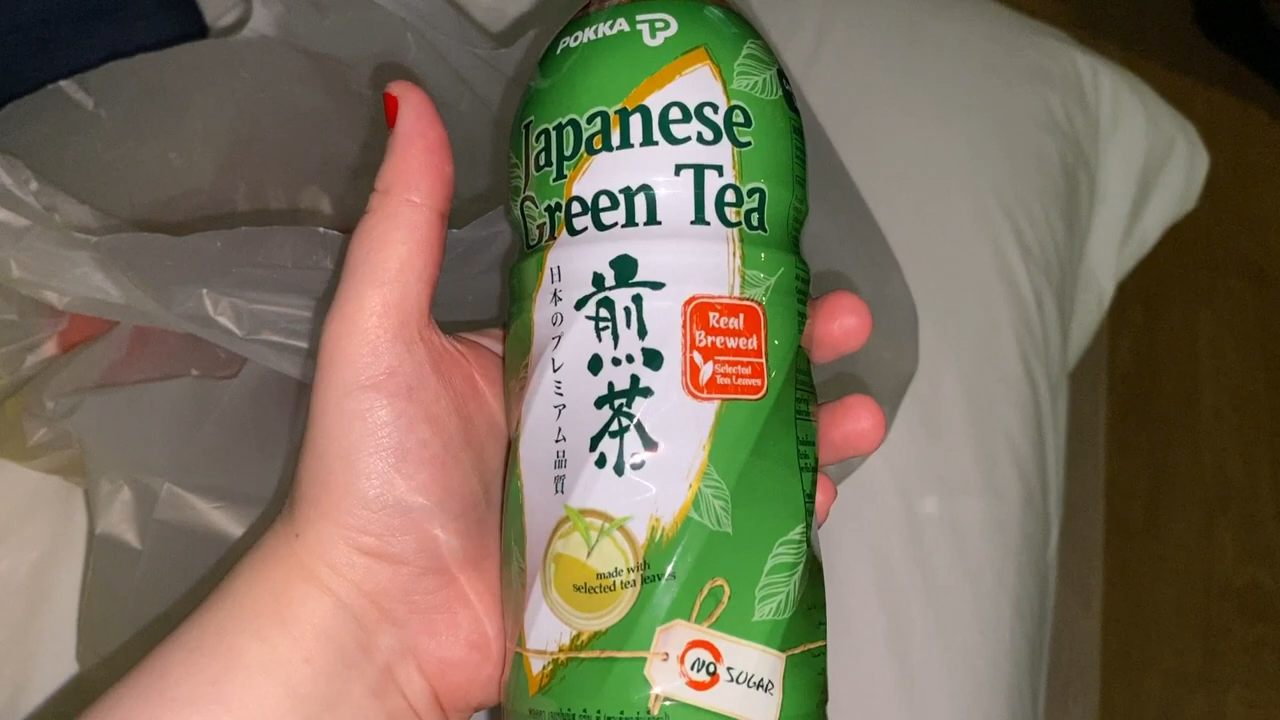 POKKA
Japanese
Green Tea
煎茶
日本のプレミアム品質
Real
Brewed
Selected
Tea Leaves
made with
selected tea leaves
NO SUGAR